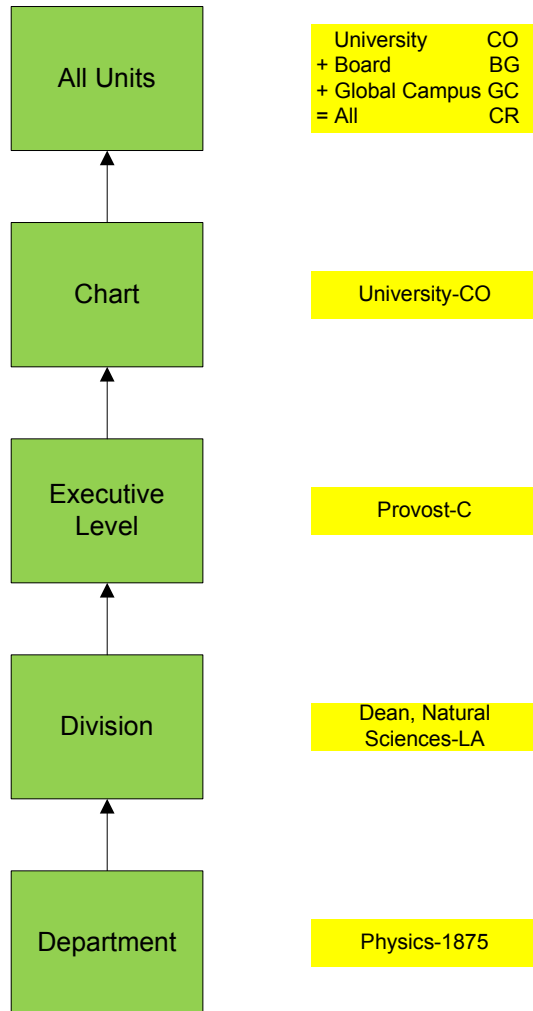 All Units
University CO
+ Board BG
+ Global Campus GC
= All CR
Chart
University-CO
Executive
Level
Provost-C
Division
Dean, Natural
Sciences-LA
Department
Physics-1875